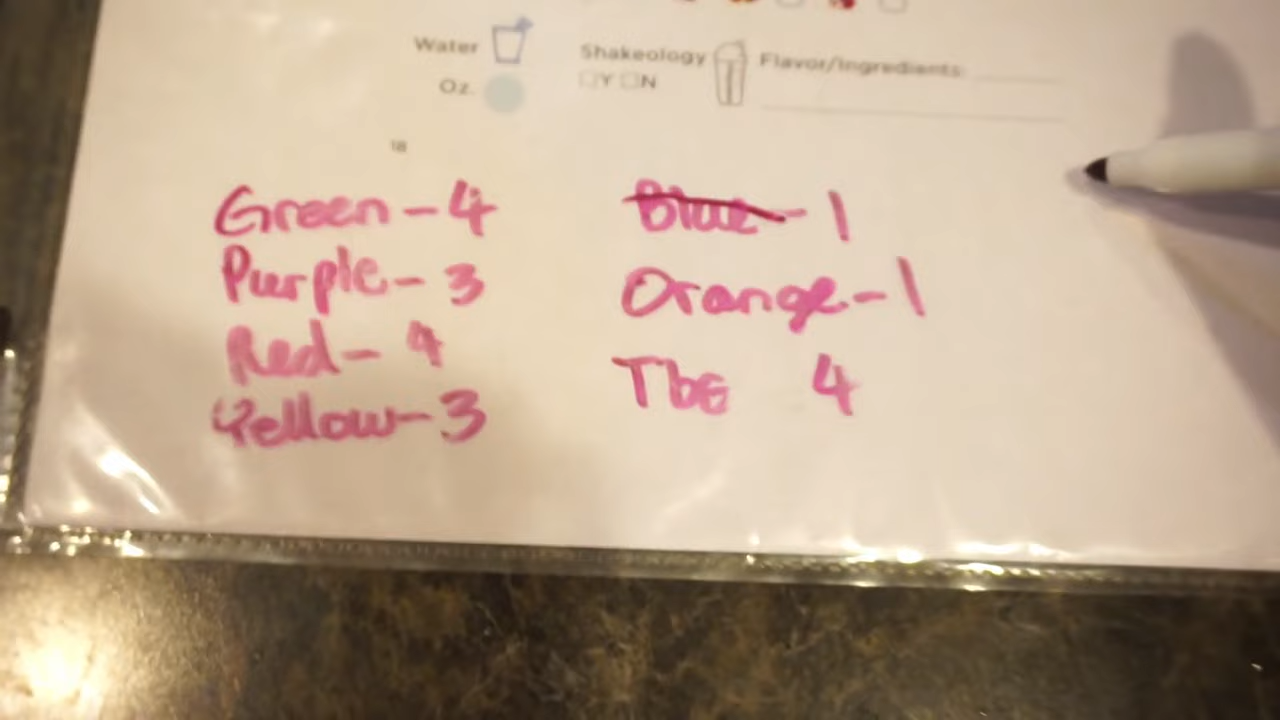 Water
Shakeology
Flavor/Ingredients:
Oz.
Y N
18
Green - 4
Purple - 3
Red - 4
Yellow - 3
Blue - 1
Orange - 1
Tbs 4